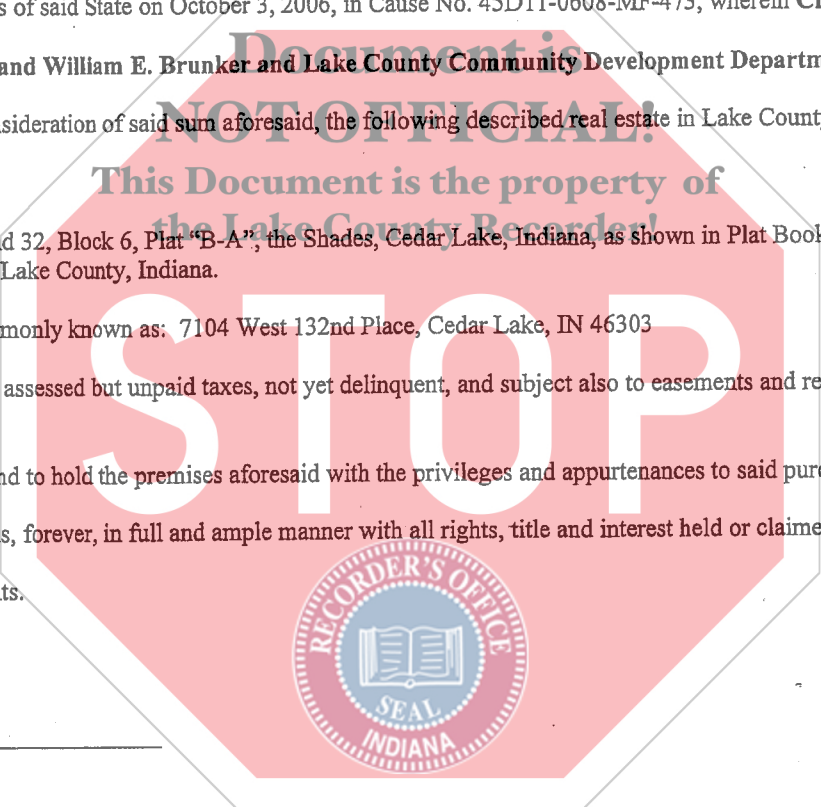 s of said State on October 3, 2006, in Cause No. 45D11-0608-MF-475, wherein
Document is
and William E. Brunker and Lake County Community Development Departm
NOT OFFICIAL!
sideration of said sum aforesaid, the following described real estate in Lake County
This Document is the property of
the Lake County Recorder!
d 32, Block 6, Plat “B-A”, the Shades, Cedar Lake, Indiana, as shown in Plat Book
Lake County, Indiana.
STOP
monly known as: 7104 West 132nd Place, Cedar Lake, IN 46303
assessed but unpaid taxes, not yet delinquent, and subject also to easements and re
nd to hold the premises aforesaid with the privileges and appurtenances to said pur
s, forever, in full and ample manner with all rights, title and interest held or claime
ts.
RECORDER'S OFFICE
SEAL
INDIANA